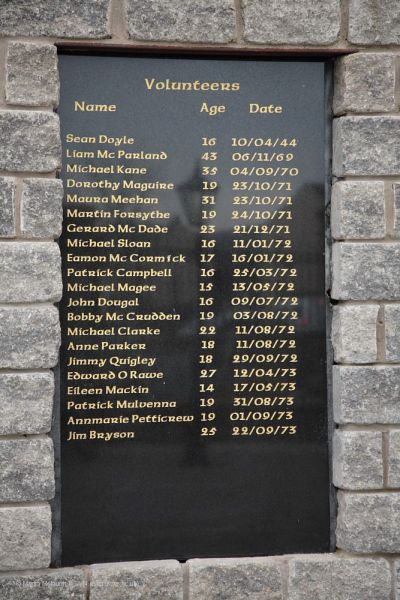 Volunteers
Name Age Date
Sean Doyle 16 10/04/44
Liam Mc Parland 43 06/11/69
Michael Kane 35 04/09/70
Dorothy Maguire 19 23/10/71
Maura Meehan 31 23/10/71
Martin Forsythe 19 24/10/71
Gerard Mc Dade 23 21/12/71
Michael Sloan 16 11/01/72
Eamon Mc Cormick 17 16/01/72
Patrick Campbell 16 25/03/72
Michael Magee 15 13/05/72
John Dougal 16 09/07/72
Bobby Mc Crudden 19 03/08/72
Michael Clarke 22 11/08/72
Anne Parker 18 11/08/72
Jimmy Quigley 18 29/09/72
Edward O Rawe 27 12/04/73
Eileen Mackin 14 17/05/73
Patrick Mulvenna 19 31/08/73
Annmarie Petticrew 19 01/09/73
Jim Bryson 25 22/09/73